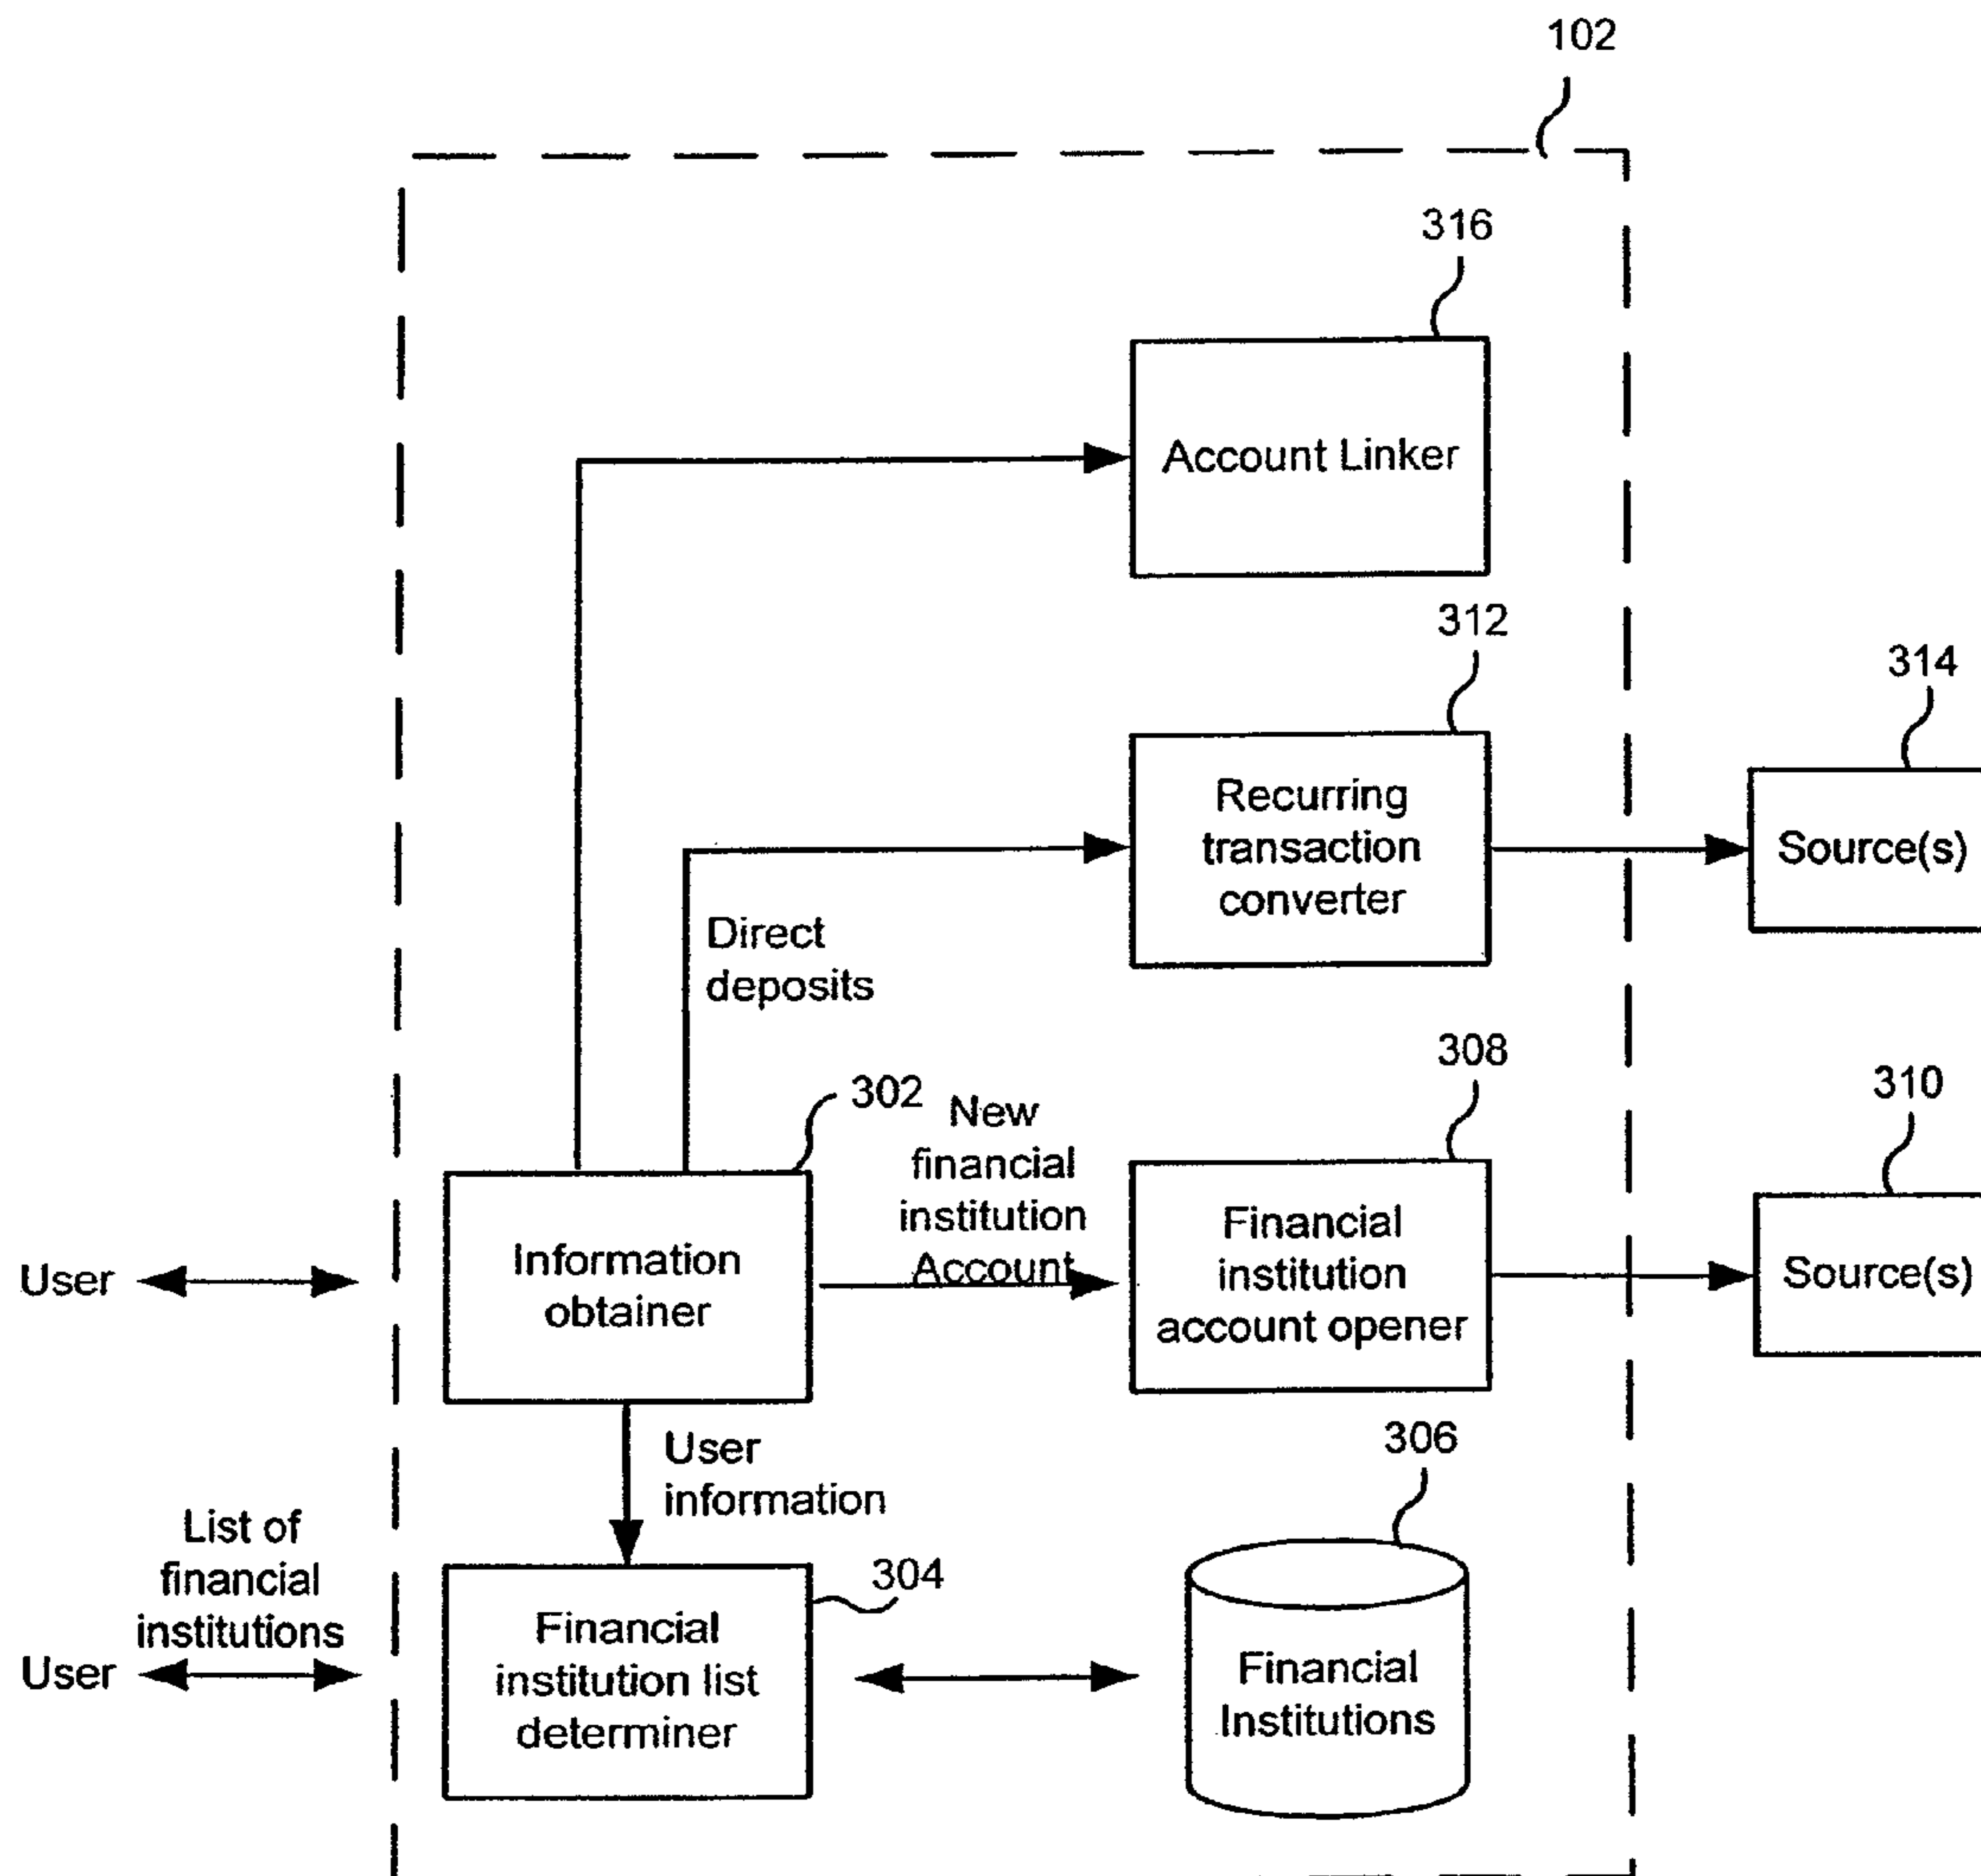 102
316
Account Linker
312
314
Recurring
transaction
converter
Source(s)
Direct
deposits
308
310
302
New
financial
institution
Account
Financial
institution
account opener
Source(s)
User
Information
obtainer
User
information
306
List of
financial
institutions
User
304
Financial
institution list
determiner
Financial
Institutions